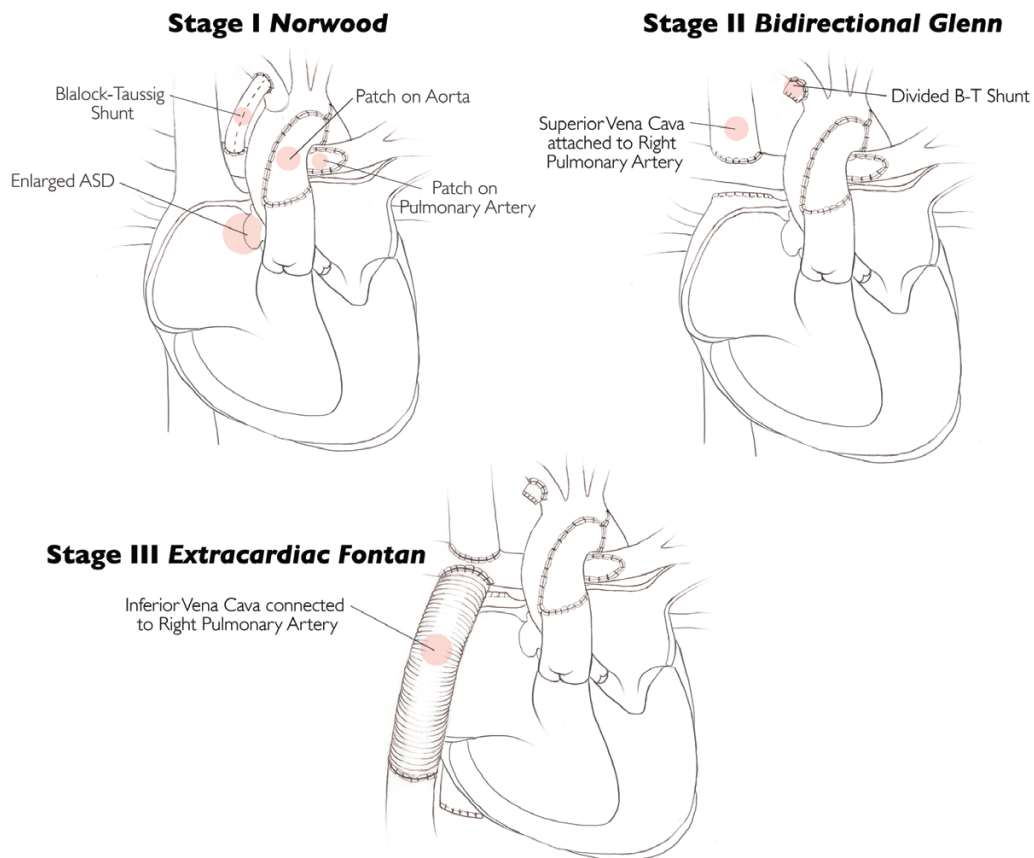 Stage I Norwood
Blalock-Taussig
Shunt
Patch on Aorta
Enlarged ASD
Patch on
Pulmonary Artery
Stage II Bidirectional Glenn
Divided B-T Shunt
Superior Vena Cava
attached to Right
Pulmonary Artery
Stage III Extracardiac Fontan
Inferior Vena Cava connected
to Right Pulmonary Artery